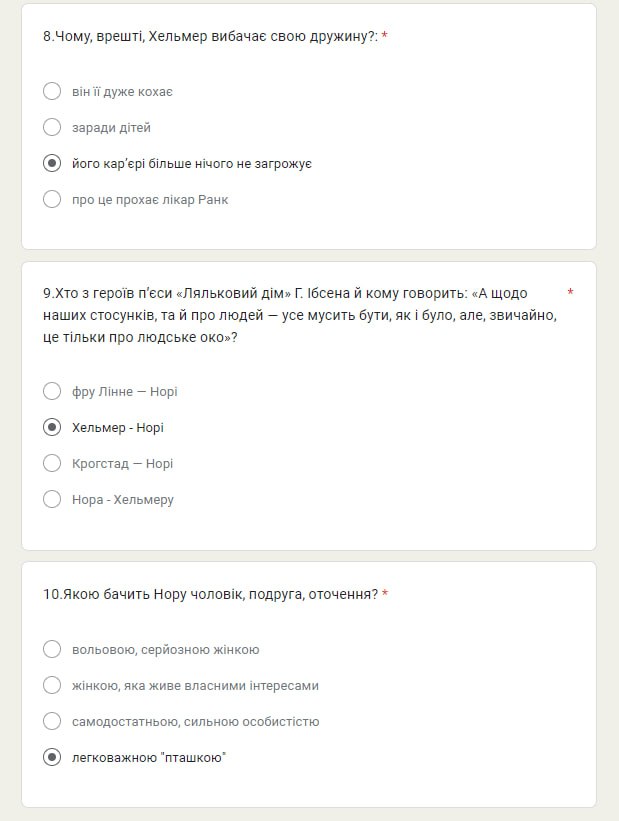 8.Чому, врешті, Хельмер вибачає свою дружину?: *
він її дуже кохає
заради дітей
його кар'єрі більше нічого не загрожує
про це прохає лікар Ранк
9.Хто з героїв п'єси «Ляльковий дім» Г. Ібсена й кому говорить: «А щодо *
наших стосунків, та й про людей — усе мусить бути, як і було, але, звичайно,
це тільки про людське око»?
фру Лінне — Норі
Хельмер - Норі
Крогстад — Норі
Нора - Хельмеру
10.Якою бачить Нору чоловік, подруга, оточення? *
вольовою, серйозною жінкою
жінкою, яка живе власними інтересами
самодостатньою, сильною особистістю
легковажною "пташкою"